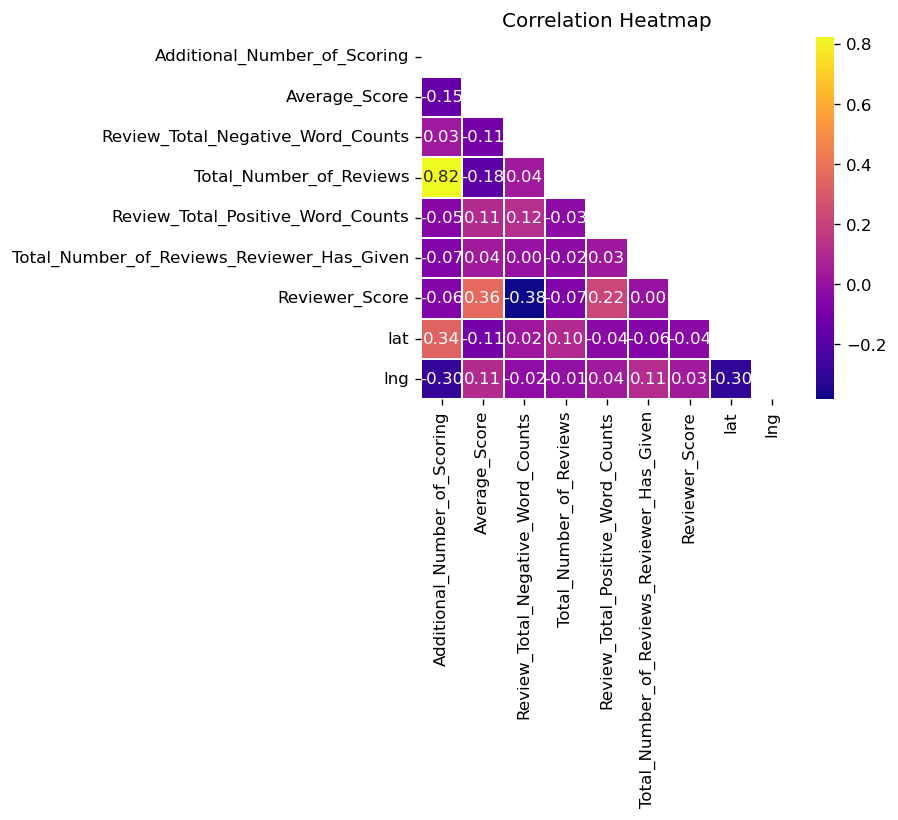 Correlation Heatmap
Additional_Number_of_Scoring
Average_Score -0.15
Review_Total_Negative_Word_Counts 0.03 -0.11
Total_Number_of_Reviews 0.82 -0.18 0.04
Review_Total_Positive_Word_Counts -0.05 0.11 0.12 -0.03
Total_Number_of_Reviews_Reviewer_Has_Given -0.07 0.04 0.00 -0.02 0.03
Reviewer_Score -0.06 0.36 -0.38 -0.07 0.22 0.00
lat 0.34 -0.11 0.02 0.10 -0.04 -0.06 -0.04
lng -0.30 0.11 -0.02 -0.01 0.04 0.11 0.03 -0.30
Additional_Number_of_Scoring
Average_Score
Review_Total_Negative_Word_Counts
Total_Number_of_Reviews
Review_Total_Positive_Word_Counts
Total_Number_of_Reviews_Reviewer_Has_Given
Reviewer_Score
lat
lng
0.8
0.6
0.4
0.2
0.0
−0.2